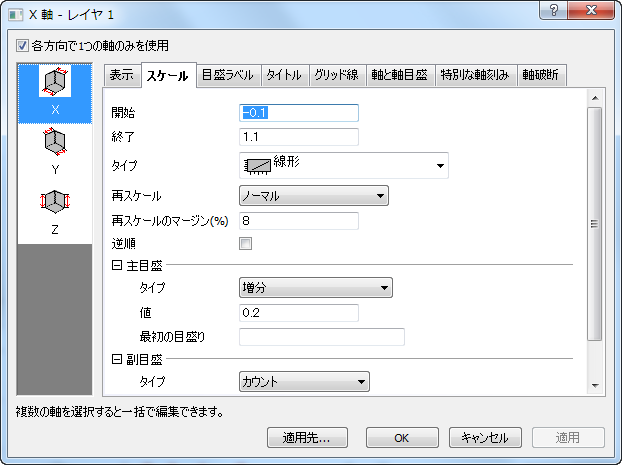 X 軸 - レイヤ 1
各方向で1つの軸のみを使用
X
Y
Z
表示 スケール 目盛ラベル タイトル グリッド線 軸と軸目盛 特別な軸刻み 軸破断
開始 -0.1
終了 1.1
タイプ 線形
再スケール ノーマル
再スケールのマージン(%) 8
逆順
主目盛
タイプ 増分
値 0.2
最初の目盛り
副目盛
タイプ カウント
複数の軸を選択すると一括で編集できます。
適用先... OK キャンセル 適用